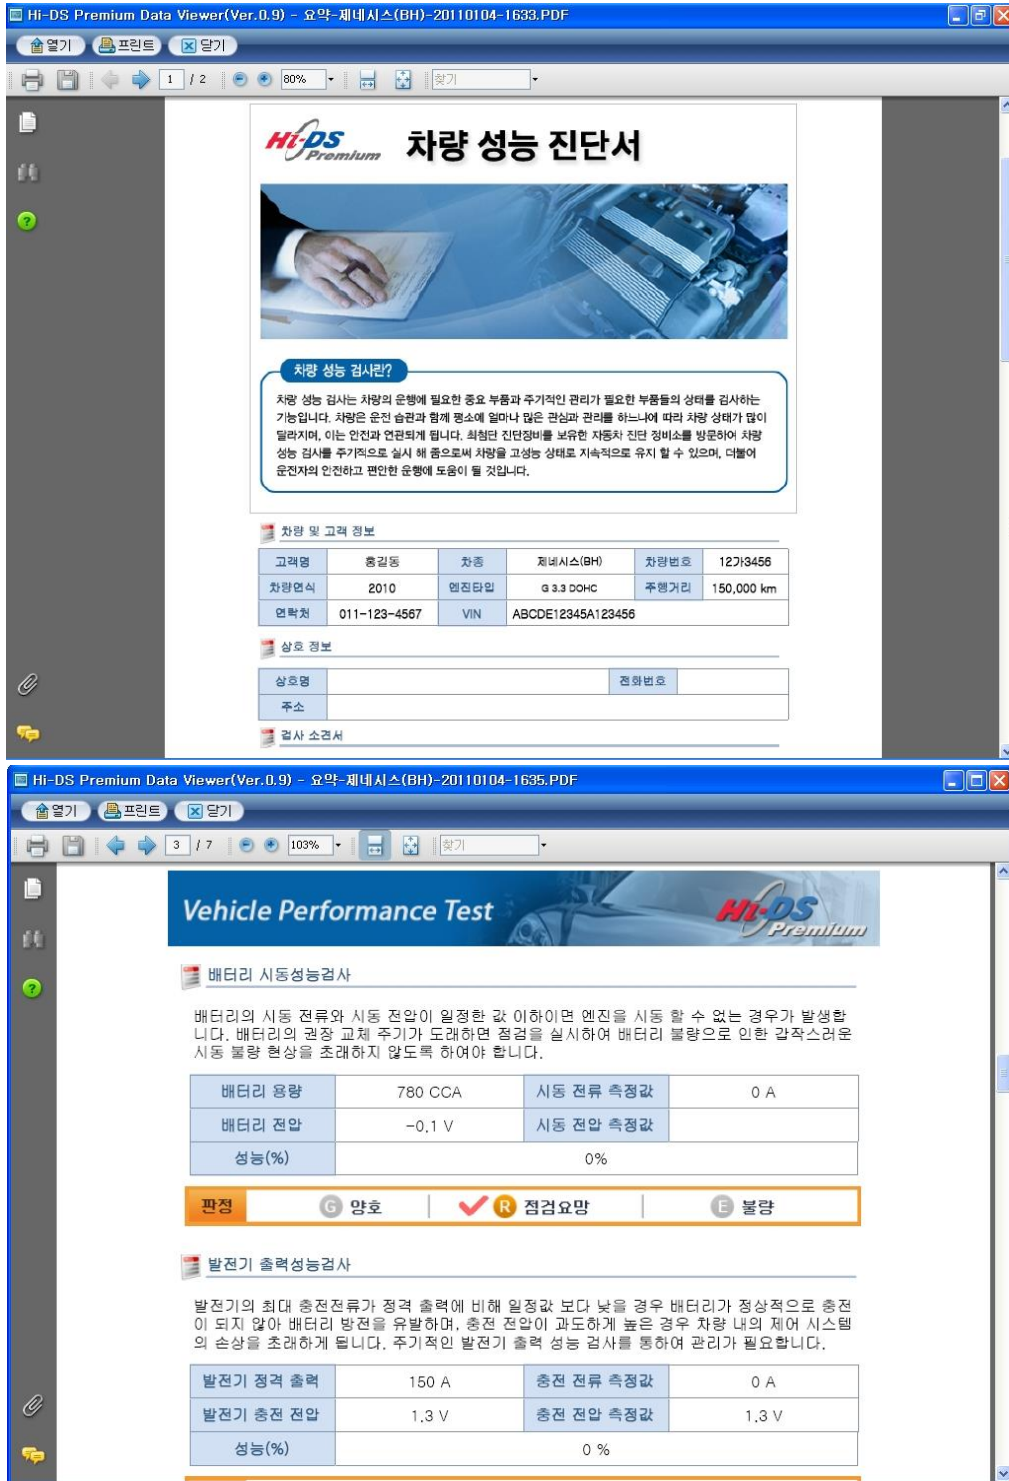 Hi-DS Premium Data Viewer(Ver.0.9) - 요약-제네시스(BH)-20110104-1633.PDF
열기 프린트 닫기
1 / 2 80% 찾기
Hi-DS Premium 차량 성능 진단서
차량 성능 검사란?
차량 성능 검사는 차량의 운행에 필요한 중요 부품과 주기적인 관리가 필요한 부품들의 상태를 검사하는
기능입니다. 차량은 운전 습관과 함께 평소에 얼마나 많은 관심과 관리를 하느냐에 따라 차량 상태가 많이
달라지며, 이는 안전과 연관되게 됩니다. 최첨단 진단장비를 보유한 자동차 진단 정비소를 방문하여 차량
성능 검사를 주기적으로 실시 해 줌으로써 차량을 고성능 상태로 지속적으로 유지 할 수 있으며, 더불어
운전자의 안전하고 편안한 운행에 도움이 될 것입니다.
차량 및 고객 정보
고객명 홍길동 차종 제네시스(BH) 차량번호 12가3456
차량연식 2010 엔진타입 G 3.3 DOHC 주행거리 150,000 km
연락처 011-123-4567 VIN ABCDE12345A123456
상호 정보
상호명 전화번호
주소
검사 소견서
Hi-DS Premium Data Viewer(Ver.0.9) - 요약-제네시스(BH)-20110104-1635.PDF
열기 프린트 닫기
3 / 7 103% 찾기
Vehicle Performance Test Hi-DS Premium
배터리 시동성능검사
배터리의 시동 전류와 시동 전압이 일정한 값 이하이면 엔진을 시동 할 수 없는 경우가 발생합
니다. 배터리의 권장 교체 주기가 도래하면 점검을 실시하여 배터리 불량으로 인한 갑작스러운
시동 불량 현상을 초래하지 않도록 하여야 합니다.
배터리 용량 780 CCA 시동 전류 측정값 0 A
배터리 전압 -0.1 V 시동 전압 측정값
성능(%) 0%
판정 G 양호 R 점검요망 E 불량
발전기 출력성능검사
발전기의 최대 충전전류가 정격 출력에 비해 일정값 보다 낮을 경우 배터리가 정상적으로 충전
이 되지 않아 배터리 방전을 유발하며, 충전 전압이 과도하게 높은 경우 차량 내의 제어 시스템
의 손상을 초래하게 됩니다. 주기적인 발전기 출력 성능 검사를 통하여 관리가 필요합니다.
발전기 정격 출력 150 A 충전 전류 측정값 0 A
발전기 충전 전압 1.3 V 충전 전압 측정값 1.3 V
성능(%) 0 %